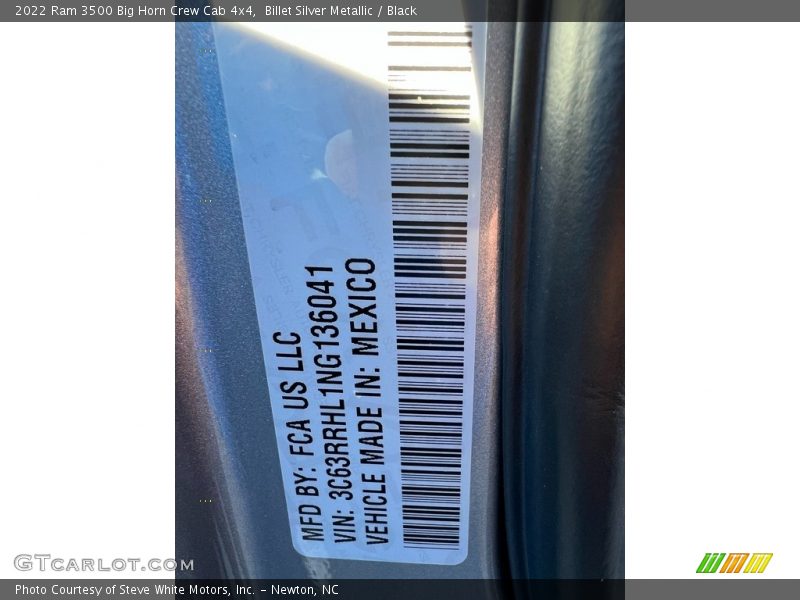 2022 Ram 3500 Big Horn Crew Cab 4x4,  Billet Silver Metallic / Black
MFD BY: FCA US LLC
VIN: 3C63RRHL1NG136041
VEHICLE MADE IN: MEXICO
GTCARLOT.COM
Photo Courtesy of Steve White Motors, Inc. – Newton, NC